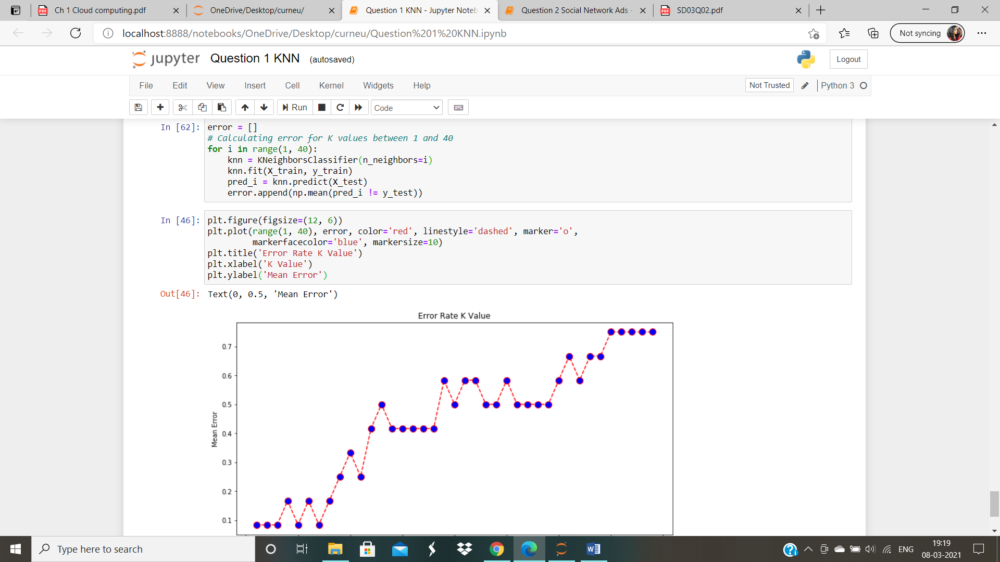 Ch 1 Cloud computing.pdf
OneDrive/Desktop/curneu/
Question 1 KNN - Jupyter Noteb
Question 2 Social Network Ads -
SD03Q02.pdf
localhost:8888/notebooks/OneDrive/Desktop/curneu/Question%201%20KNN.ipynb
Not syncing
jupyter Question 1 KNN (autosaved)
Logout
File Edit View Insert Cell Kernel Widgets Help
Not Trusted
Python 3
Run
Code
In [62]: error = []
# Calculating error for K values between 1 and 40
for i in range(1, 40):
    knn = KNeighborsClassifier(n_neighbors=i)
    knn.fit(X_train, y_train)
    pred_i = knn.predict(X_test)
    error.append(np.mean(pred_i != y_test))
In [46]: plt.figure(figsize=(12, 6))
plt.plot(range(1, 40), error, color='red', linestyle='dashed', marker='o',
         markerfacecolor='blue', markersize=10)
plt.title('Error Rate K Value')
plt.xlabel('K Value')
plt.ylabel('Mean Error')
Out[46]: Text(0, 0.5, 'Mean Error')
Error Rate K Value
0.7
0.6
0.5
0.4
0.3
0.2
0.1
Mean Error
Type here to search
ENG
19:19
08-03-2021